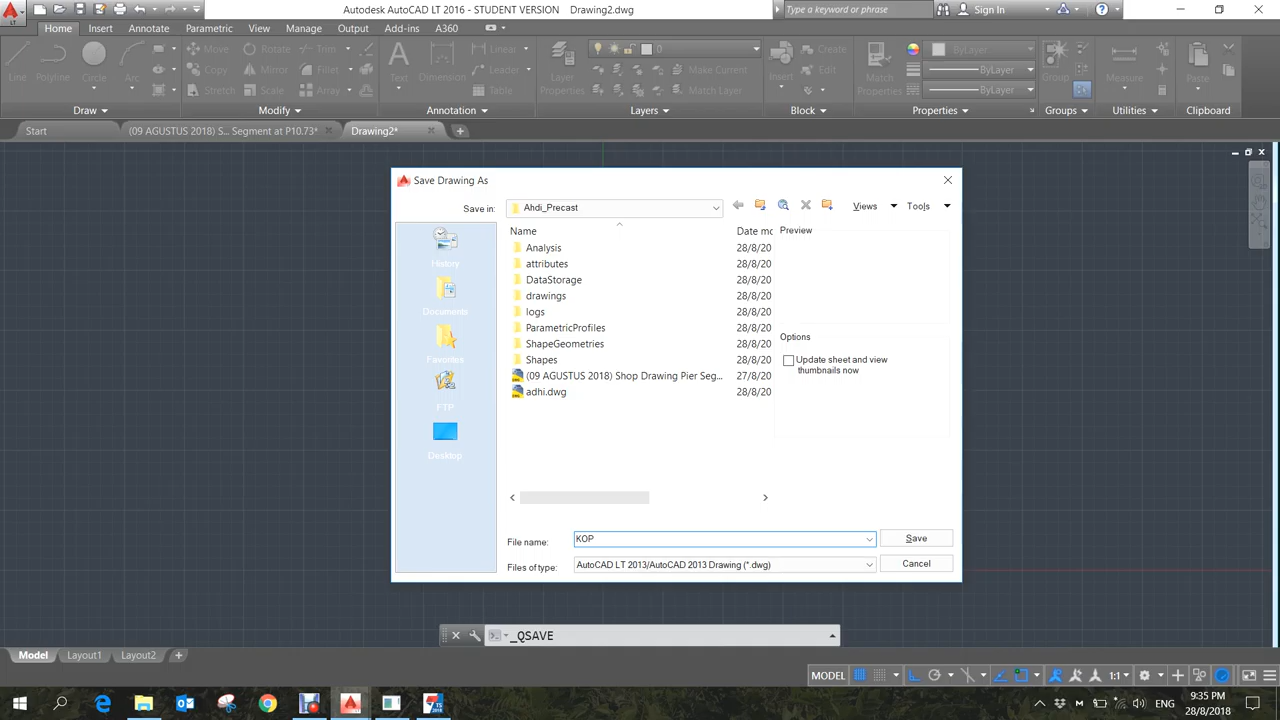 LT
Autodesk AutoCAD LT 2016 - STUDENT VERSION Drawing2.dwg
Type a keyword or phrase
Sign In
Home Insert Annotate Parametric View Manage Output Add-ins A360
Line Polyline Circle Arc
Move Rotate Trim
Copy Mirror Fillet
Stretch Scale Array
Text Dimension
Linear
Leader
Table
Layer Properties
0
Make Current
Match Layer
Insert
Create
Edit
Match Properties
ByLayer
ByLayer
ByLayer
Group
Measure
Paste
Draw Modify Annotation Layers Block Properties Groups Utilities Clipboard
Start (09 AGUSTUS 2018) S... Segment at P10.73* Drawing2*
Save Drawing As
Save in: Ahdi_Precast Views Tools
Name Date mo
Preview
Analysis 28/8/20
attributes 28/8/20
DataStorage 28/8/20
drawings 28/8/20
logs 28/8/20
ParametricProfiles 28/8/20
ShapeGeometries 28/8/20
Shapes 28/8/20
(09 AGUSTUS 2018) Shop Drawing Pier Seg... 27/8/20
adhi.dwg 28/8/20
History
Documents
Favorites
FTP
Desktop
Options
Update sheet and view
thumbnails now
File name: KOP Save
Files of type: AutoCAD LT 2013/AutoCAD 2013 Drawing (*.dwg) Cancel
_QSAVE
Model Layout1 Layout2
MODEL 1:1
ENG
9:35 PM
28/8/2018